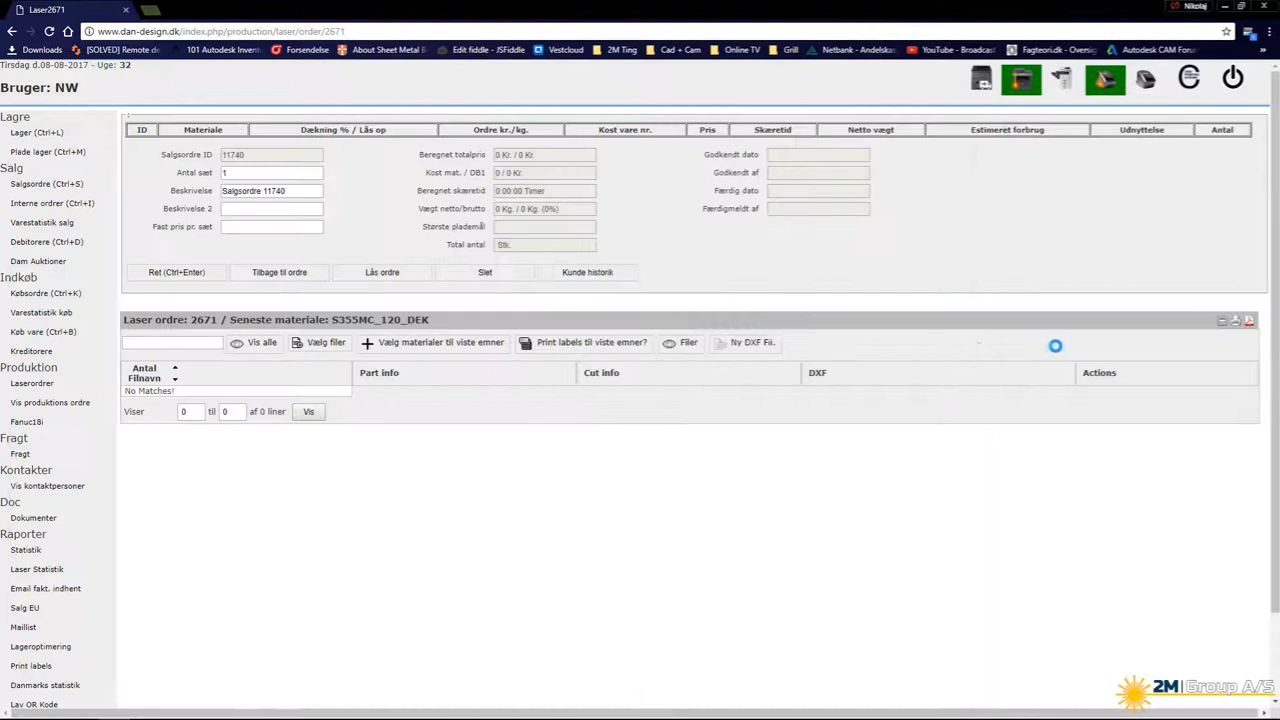 Laser2671
Nikolaj
www.dan-design.dk/index.php/production/laser/order/2671
Downloads
[SOLVED] Remote de
101 Autodesk Invento
Forsendelse
About Sheet Metal B
Edit fiddle - JSFiddle
Vestcloud
2M Ting
Cad + Cam
Online TV
Grill
Netbank - Andelskas
YouTube - Broadcast
Fagteori.dk - Oversig
Autodesk CAM Forum
Tirsdag d.08-08-2017 - Uge: 32
Bruger: NW
Lagre
Lager (Ctrl+L)
Plade lager (Ctrl+M)
Salg
Salgsordre (Ctrl+S)
Interne ordrer (Ctrl+I)
Varestatistik salg
Debitorere (Ctrl+D)
Dam Auktioner
Indkøb
Købsordre (Ctrl+K)
Varestatistik køb
Køb vare (Ctrl+B)
Kreditorere
Produktion
Laserordrer
Vis produktions ordre
Fanuc18i
Fragt
Fragt
Kontakter
Vis kontaktpersoner
Doc
Dokumenter
Raporter
Statistik
Laser Statistik
Email fakt. indhent
Salg EU
Maillist
Lageroptimering
Print labels
Danmarks statistik
Lav QR Kode
ID Materiale Dækning % / Lås op Ordre kr./kg. Kost vare nr. Pris Skæretid Netto vægt Estimeret forbrug Udnyttelse Antal
Salgsordre ID 11740 Beregnet totalpris 0 Kr. / 0 Kr. Godkendt dato
Antal sæt 1 Kost mat. / DB1 0 / 0 Kr. Godkendt af
Beskrivelse Salgsordre 11740 Beregnet skæretid 0:00:00 Timer Færdig dato
Beskrivelse 2 Vægt netto/brutto 0 Kg. / 0 Kg. (0%) Færdigmeldt af
Fast pris pr. sæt Største plademål
Total antal Stk.
Ret (Ctrl+Enter) Tilbage til ordre Lås ordre Slet Kunde historik
Laser ordre: 2671 / Seneste materiale: S355MC_120_DEK
Vis alle Vælg filer Vælg materialer til viste emner Print labels til viste emner? Filer Ny DXF Fil.
Antal
Filnavn
Part info Cut info DXF Actions
No Matches!
Viser 0 til 0 af 0 liner Vis
2M Group A/S